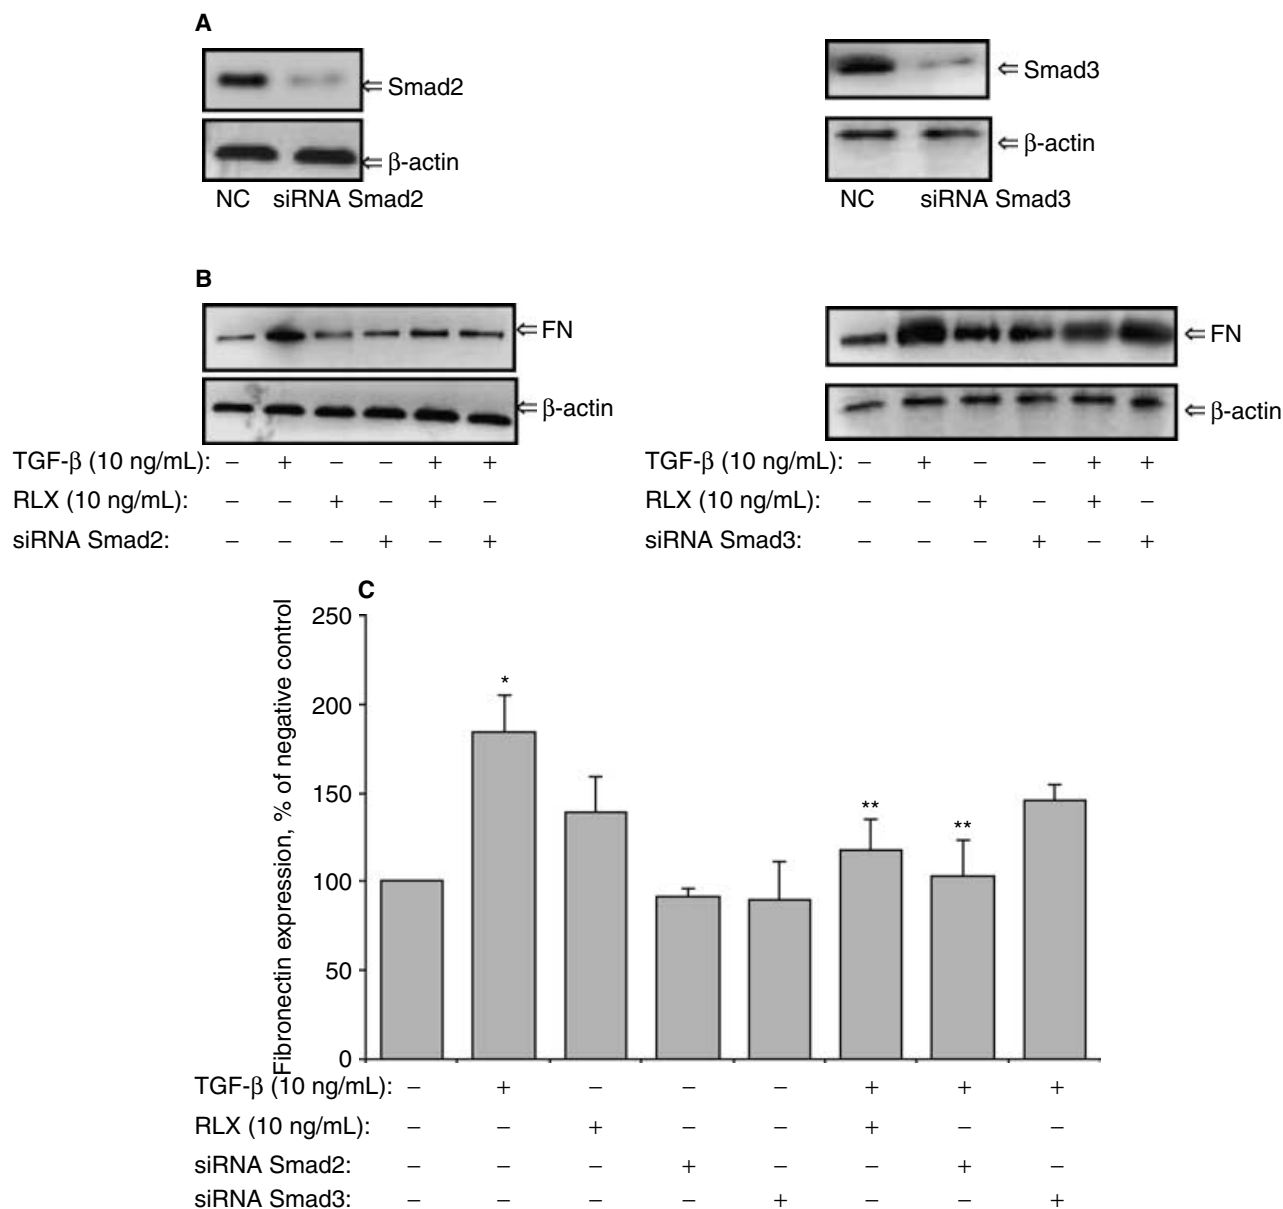 A
⇐ Smad2
⇐ β-actin
NC siRNA Smad2
⇐ Smad3
⇐ β-actin
NC siRNA Smad3
B
⇐ FN
⇐ β-actin
TGF-β (10 ng/mL): – + – – + +
RLX (10 ng/mL): – – + – + –
siRNA Smad2: – – – + – +
⇐ FN
⇐ β-actin
TGF-β (10 ng/mL): – + – – + +
RLX (10 ng/mL): – – + – + –
siRNA Smad3: – – – + – +
C
Fibronectin expression, % of negative control
250
200
150
100
50
0
*
**
**
TGF-β (10 ng/mL): – + – – – + + +
RLX (10 ng/mL): – – + – – + – –
siRNA Smad2: – – – + – – + –
siRNA Smad3: – – – – + – – +